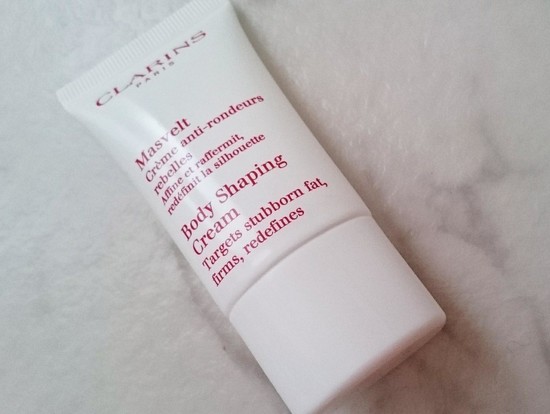 CLARINS
PARIS
Masvelt
Crème anti-rondeurs
rebelles
Affine et raffermit,
redéfinit la silhouette
Body Shaping
Cream
Targets stubborn fat,
firms, redefines